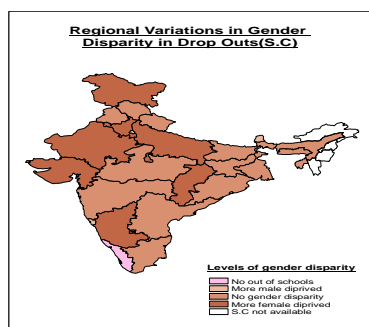 Regional Variations in Gender
Disparity in Drop Outs(S.C)
Levels of gender disparity
No out of schools
More male diprived
No gender disparity
More female diprived
S.C not available